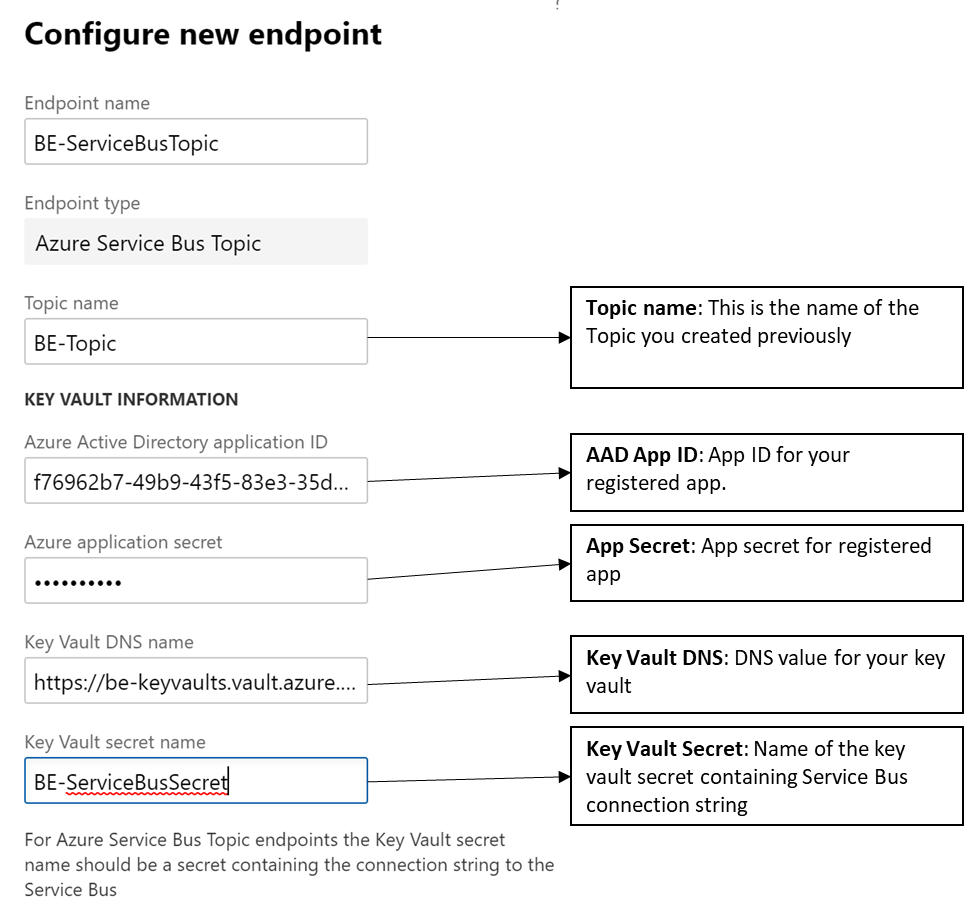 Configure new endpoint
Endpoint name
BE-ServiceBusTopic
Endpoint type
Azure Service Bus Topic
Topic name
BE-Topic
Topic name: This is the name of the
Topic you created previously
KEY VAULT INFORMATION
Azure Active Directory application ID
f76962b7-49b9-43f5-83e3-35d...
AAD App ID: App ID for your
registered app.
Azure application secret
••••••••••
App Secret: App secret for registered
app
Key Vault DNS name
https://be-keyvaults.vault.azure....
Key Vault DNS: DNS value for your key
vault
Key Vault secret name
BE-ServiceBusSecret
Key Vault Secret: Name of the key
vault secret containing Service Bus
connection string
For Azure Service Bus Topic endpoints the Key Vault secret
name should be a secret containing the connection string to the
Service Bus